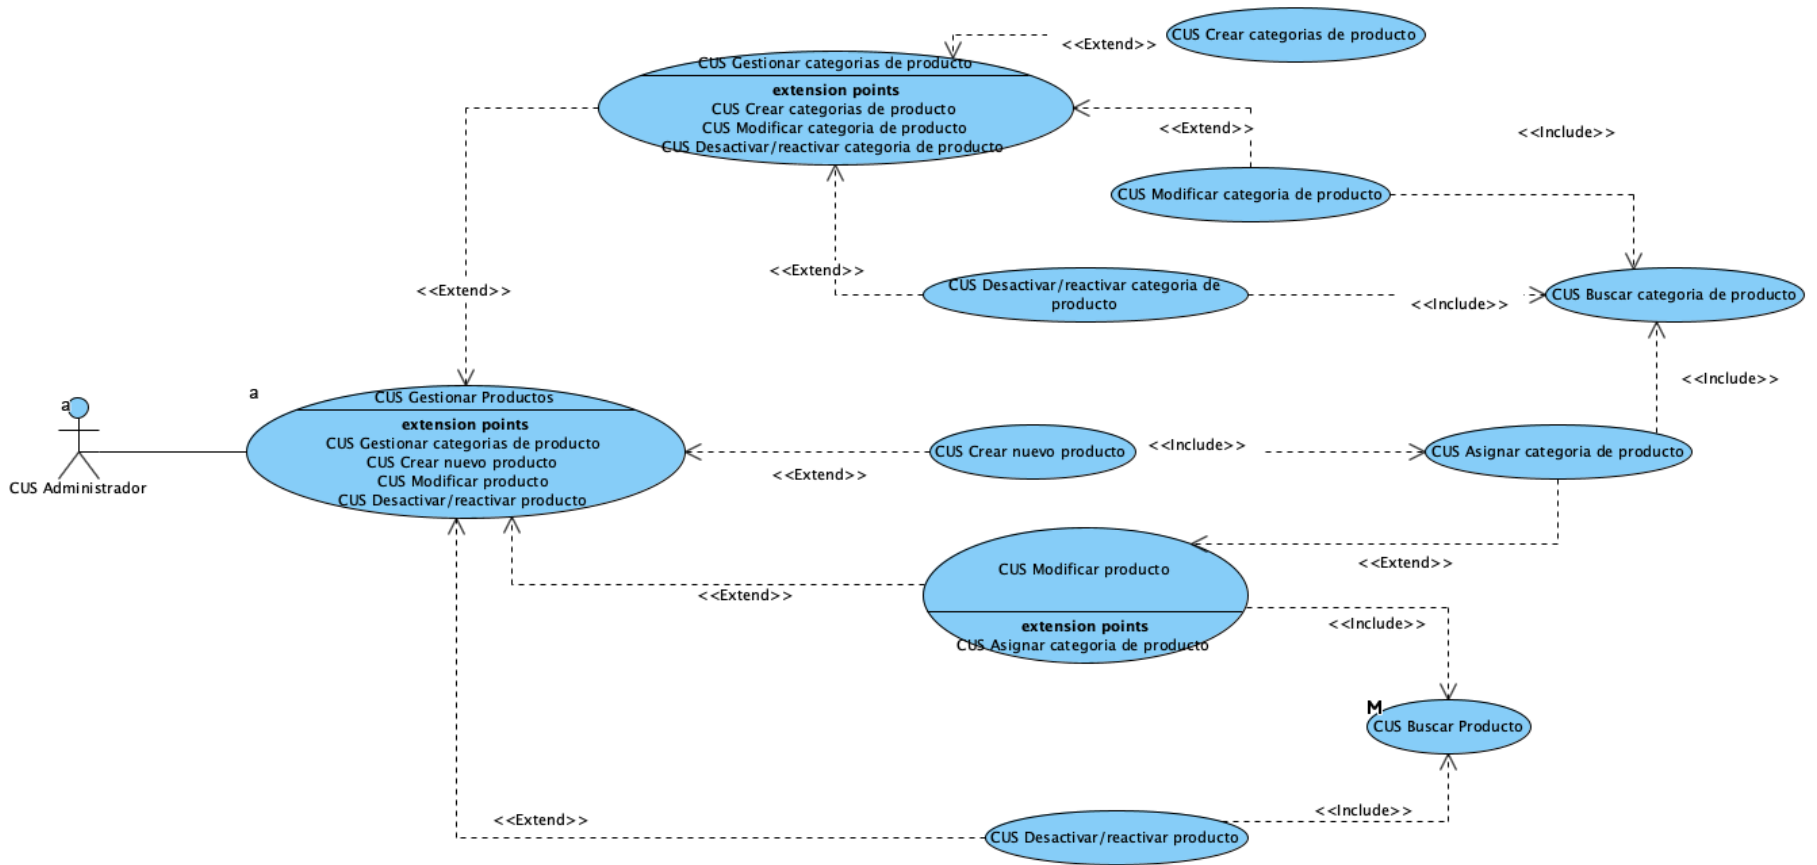 CUS Crear categorias de producto
<<Extend>>
CUS Gestionar categorias de producto
extension points
CUS Crear categorias de producto
CUS Modificar categoria de producto
CUS Desactivar/reactivar categoria de producto
<<Extend>>
<<Include>>
CUS Modificar categoria de producto
<<Extend>>
<<Extend>>
CUS Desactivar/reactivar categoria de
producto
<<Include>>
CUS Buscar categoria de producto
<<Include>>
a
a
CUS Administrador
CUS Gestionar Productos
extension points
CUS Gestionar categorias de producto
CUS Crear nuevo producto
CUS Modificar producto
CUS Desactivar/reactivar producto
<<Extend>>
CUS Crear nuevo producto
<<Include>>
CUS Asignar categoria de producto
<<Extend>>
<<Extend>>
CUS Modificar producto
extension points
CUS Asignar categoria de producto
<<Include>>
M
CUS Buscar Producto
<<Include>>
<<Extend>>
CUS Desactivar/reactivar producto